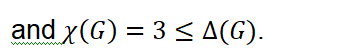 and χ(G) = 3 ≤ Δ(G).